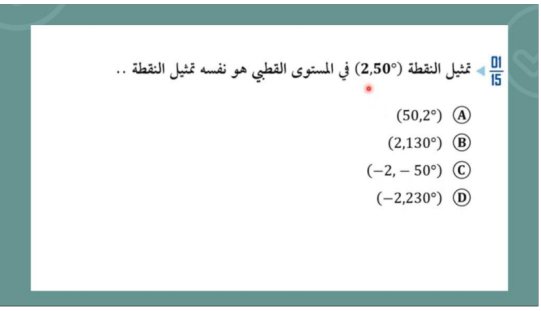 01
15
تمثيل النقطة (2,50°) في المستوى القطبي هو نفسه تمثيل النقطة ..
A (50,2°)
B (2,130°)
C (−2, − 50°)
D (−2,230°)